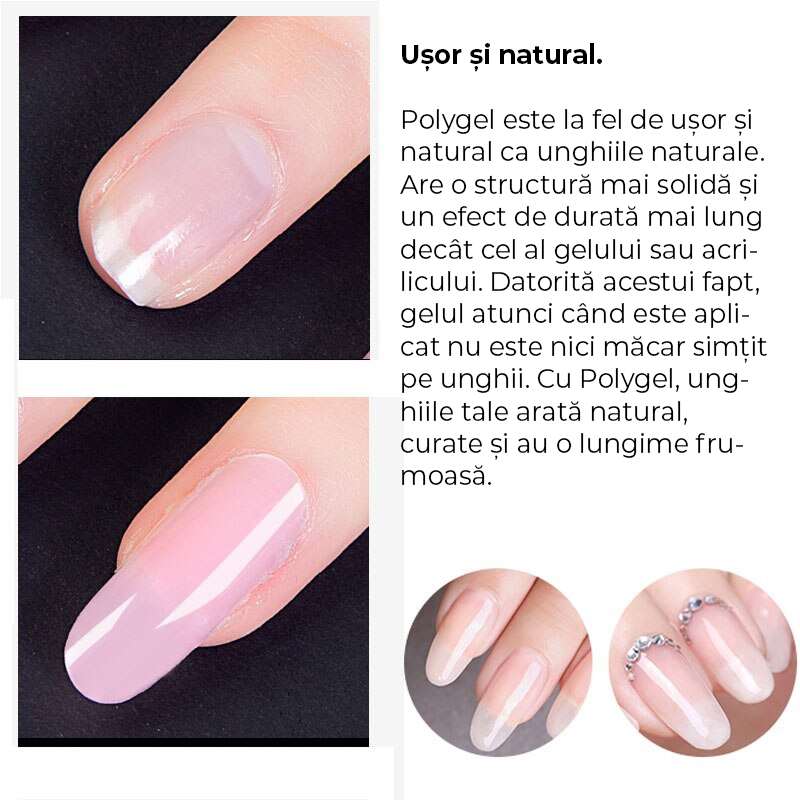 Ușor și natural.
Polygel este la fel de ușor și
natural ca unghiile naturale.
Are o structură mai solidă și
un efect de durată mai lung
decât cel al gelului sau acri-
licului. Datorită acestui fapt,
gelul atunci când este apli-
cat nu este nici măcar simțit
pe unghii. Cu Polygel, ung-
hiile tale arată natural,
curate și au o lungime fru-
moasă.